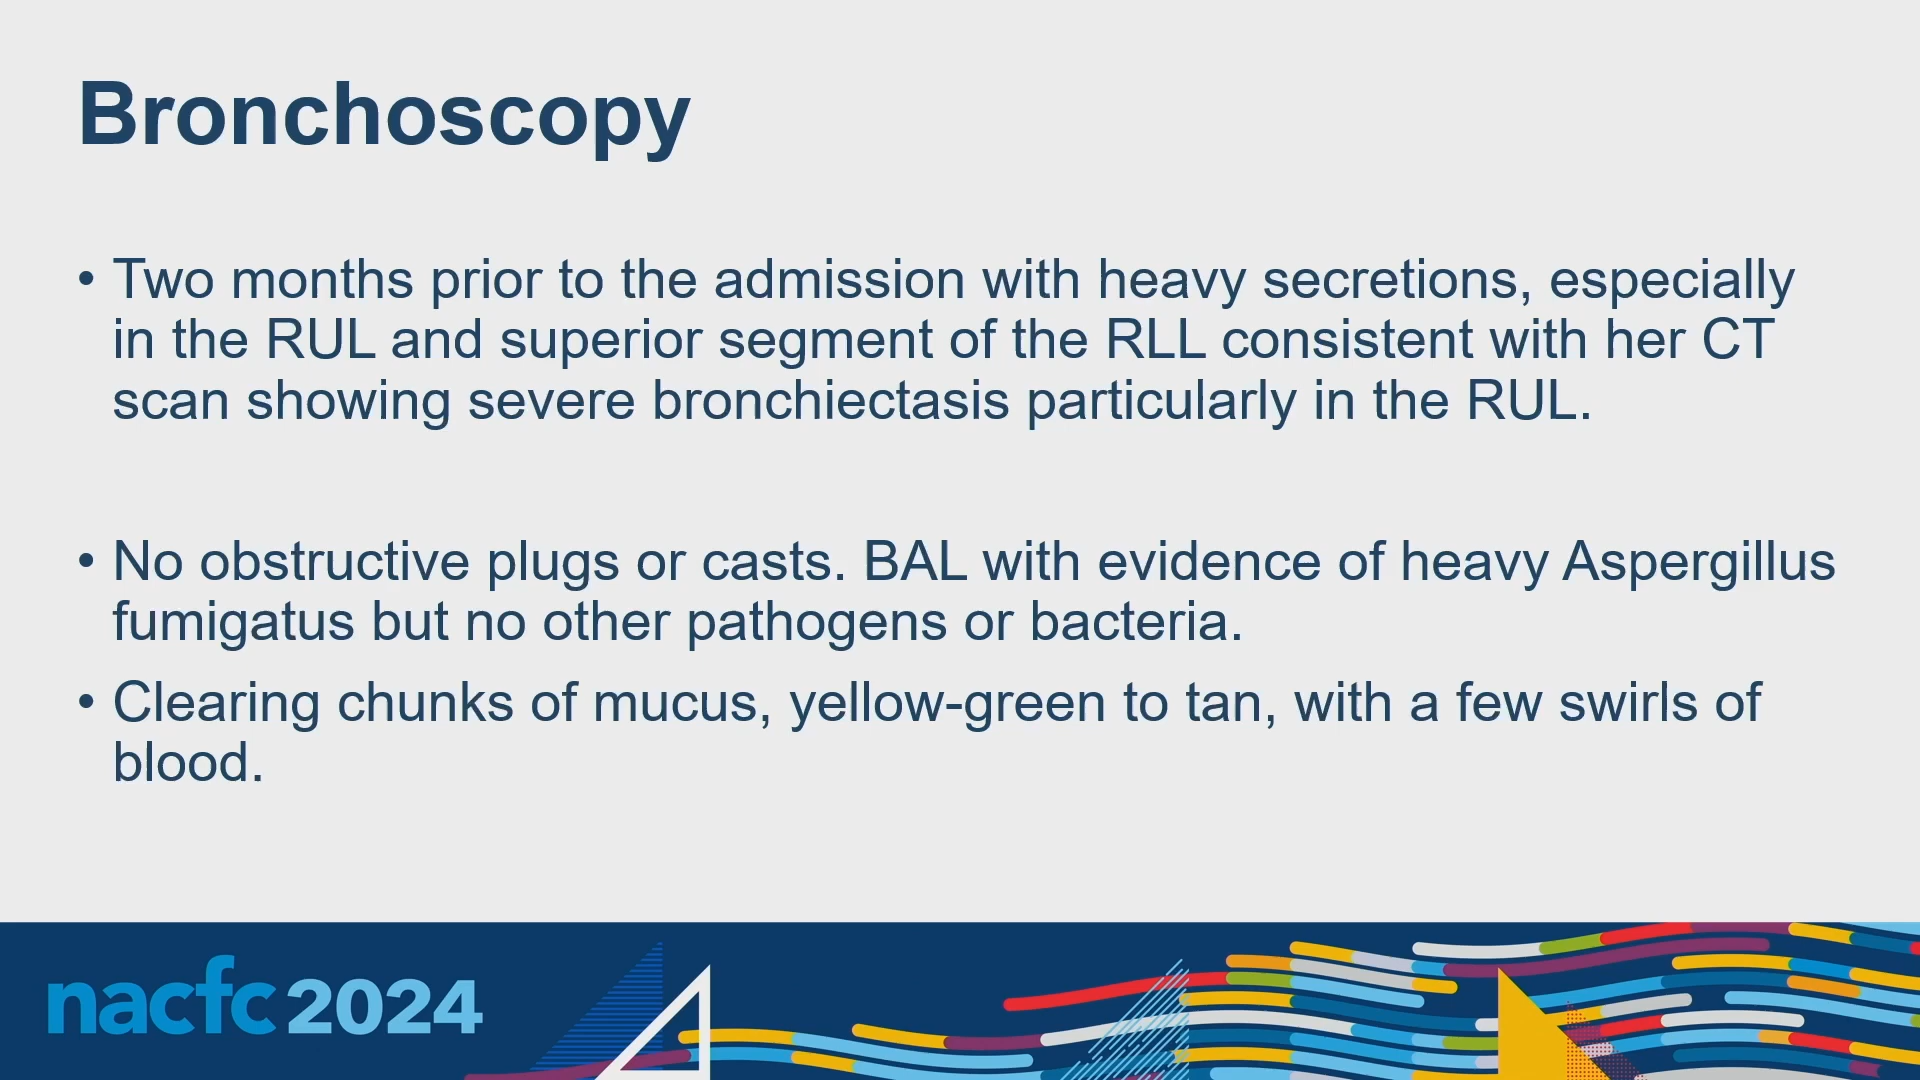 Bronchoscopy
• Two months prior to the admission with heavy secretions, especially
in the RUL and superior segment of the RLL consistent with her CT
scan showing severe bronchiectasis particularly in the RUL.
• No obstructive plugs or casts. BAL with evidence of heavy Aspergillus
fumigatus but no other pathogens or bacteria.
• Clearing chunks of mucus, yellow-green to tan, with a few swirls of
blood.
nacfc 2024